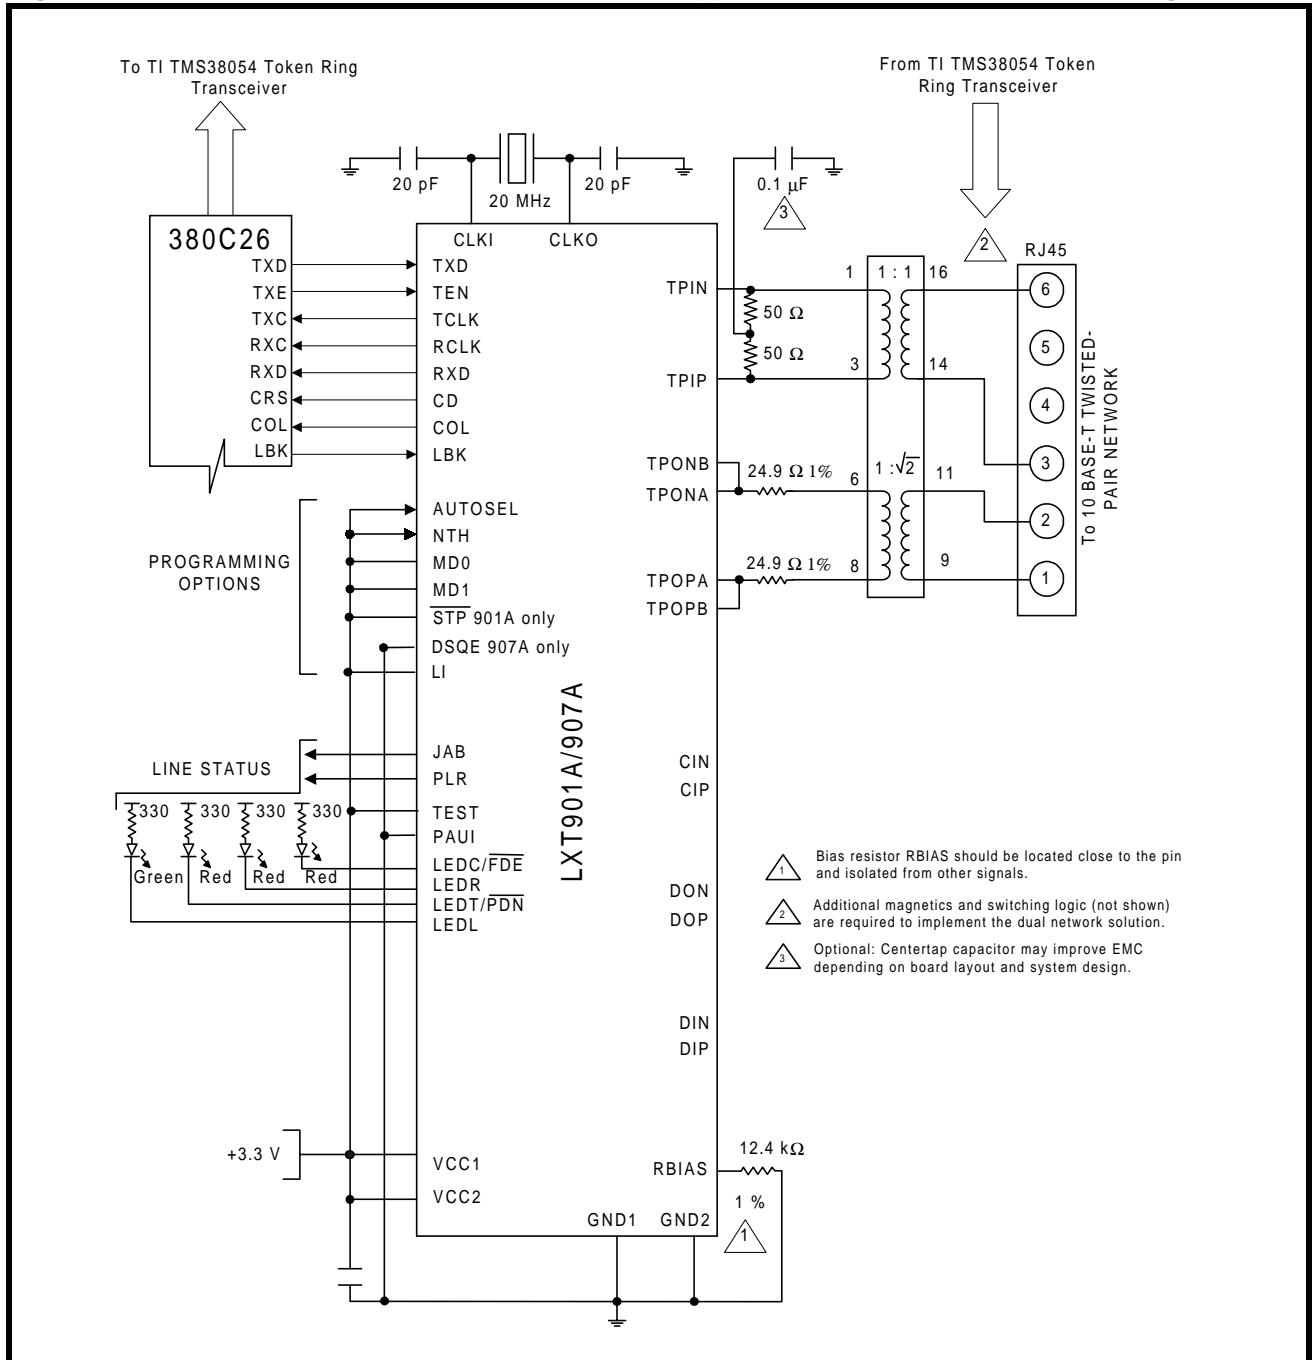 To TI TMS38054 Token Ring
Transceiver
From TI TMS38054 Token
Ring Transceiver
20 pF
20 MHz
20 pF
0.1 μF
3
2
380C26
TXD
TXE
TXC
RXC
RXD
CRS
COL
LBK
CLKI
CLKO
TXD
TEN
TCLK
RCLK
RXD
CD
COL
LBK
AUTOSEL
NTH
MD0
MD1
STP 901A only
DSQE 907A only
LI
PROGRAMMING
OPTIONS
JAB
PLR
TEST
PAUI
LEDC/FDE
LEDR
LEDT/PDN
LEDL
LINE STATUS
330
330
330
330
Green
Red
Red
Red
+3.3 V
VCC1
VCC2
GND1
GND2
LXT901A/907A
TPIN
TPIP
TPONB
TPONA
TPOPA
TPOPB
CIN
CIP
DON
DOP
DIN
DIP
RBIAS
12.4 kΩ
1 %
1
50 Ω
50 Ω
24.9 Ω 1%
24.9 Ω 1%
1
1 : 1
16
3
14
6
1 :√2
11
8
9
RJ45
6
5
4
3
2
1
To 10 BASE-T TWISTED-
PAIR NETWORK
1
Bias resistor RBIAS should be located close to the pin
and isolated from other signals.
2
Additional magnetics and switching logic (not shown)
are required to implement the dual network solution.
3
Optional: Centertap capacitor may improve EMC
depending on board layout and system design.